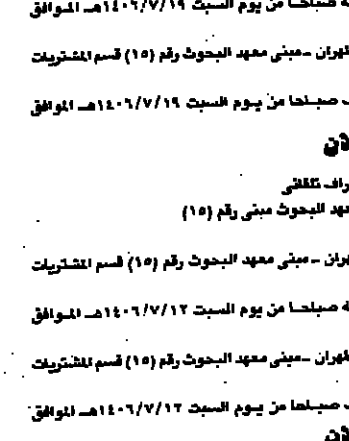 صباحا من يوم السبت ١٤٠٦/٧/١٩هـ الموافق
ظهران - مبنى معهد البحوث رقم (١٥) قسم المشتريات
صباحا من يوم السبت ١٤٠٦/٧/١٩هـ الموافق
راف تلقائى
هد البحوث مبنى رقم (١٥)
هران - مبنى معهد البحوث رقم (١٥) قسم المشتريات
ة صباحا من يوم السبت ١٤٠٦/٧/١٢هـ الموافق
ظهران - مبنى معهد البحوث رقم (١٥) قسم المشتريات
صباحا من يوم السبت ١٤٠٦/٧/١٢هـ الموافق